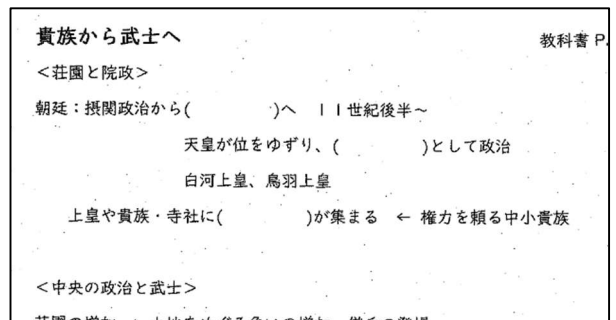 貴族から武士へ 教科書 P.
<荘園と院政>
朝廷：摂関政治から(　　　　　)へ　１１世紀後半～
天皇が位をゆずり、(　　　　　)として政治
白河上皇、鳥羽上皇
上皇や貴族・寺社に(　　　　　)が集まる　← 権力を頼る中小貴族
<中央の政治と武士>